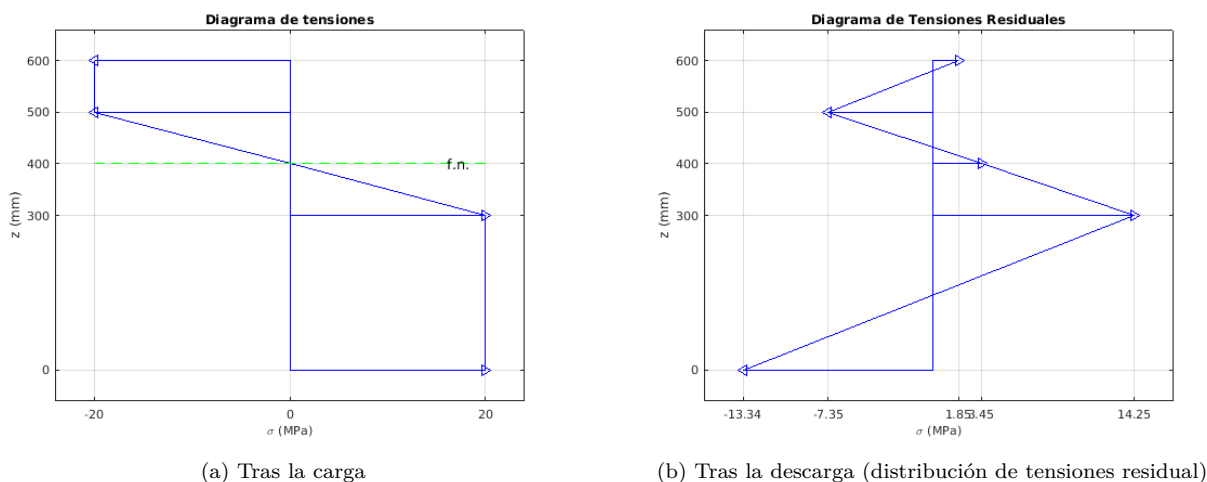 Diagrama de tensiones
600
500
400
300
0
z (mm)
f.n.
-20
0
20
σ (MPa)
(a) Tras la carga
Diagrama de Tensiones Residuales
600
500
400
300
0
z (mm)
-13.34
-7.35
1.85
3.45
14.25
σ (MPa)
(b) Tras la descarga (distribución de tensiones residual)